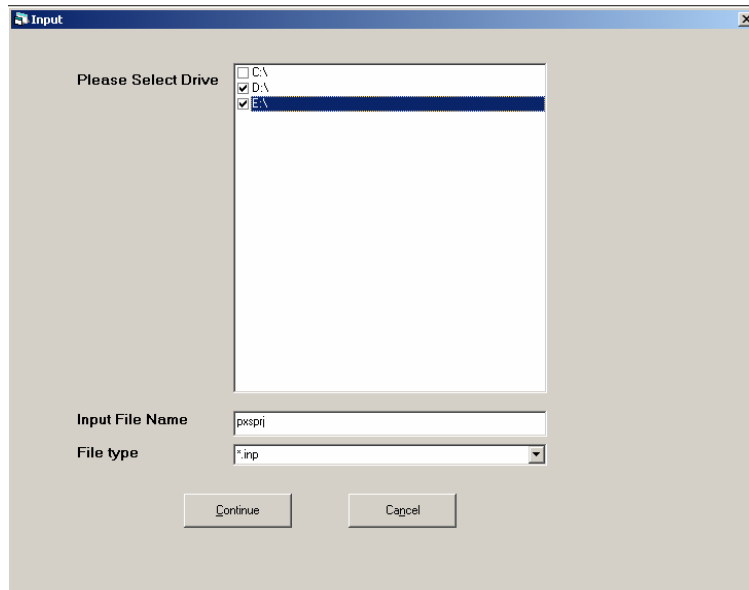 Input
Please Select Drive
C:\
D:\
E:\
Input File Name
pxsprj
File type
*.inp
Continue
Cancel